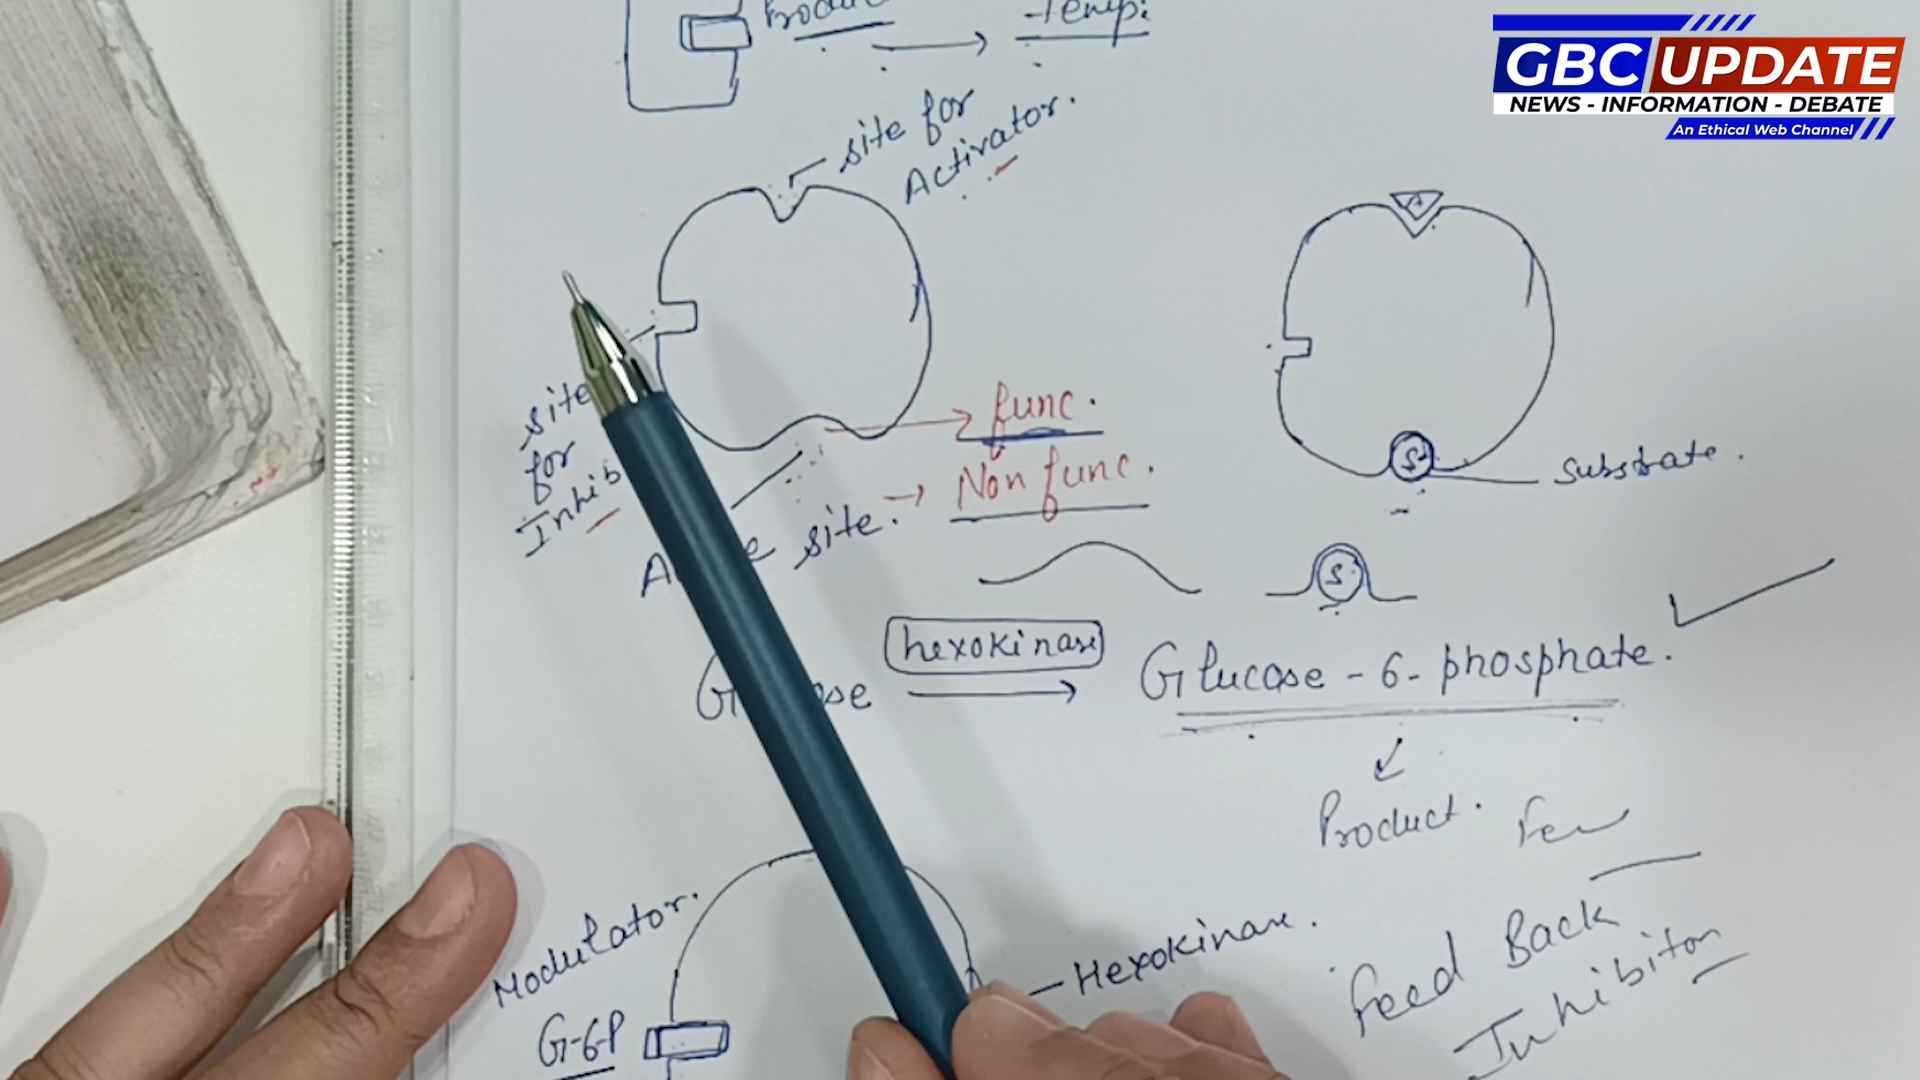 GBC UPDATE
NEWS - INFORMATION - DEBATE
An Ethical Web Channel
Temp.
site for
Activator.
site
for
Inhib
func.
Non func.
site.
A
S
Substrate.
S
hexokinase
Glucose - 6 - phosphate.
Product.
Few
Modulator.
Hexokinase.
G-6-P
Feed Back
Inhibitor